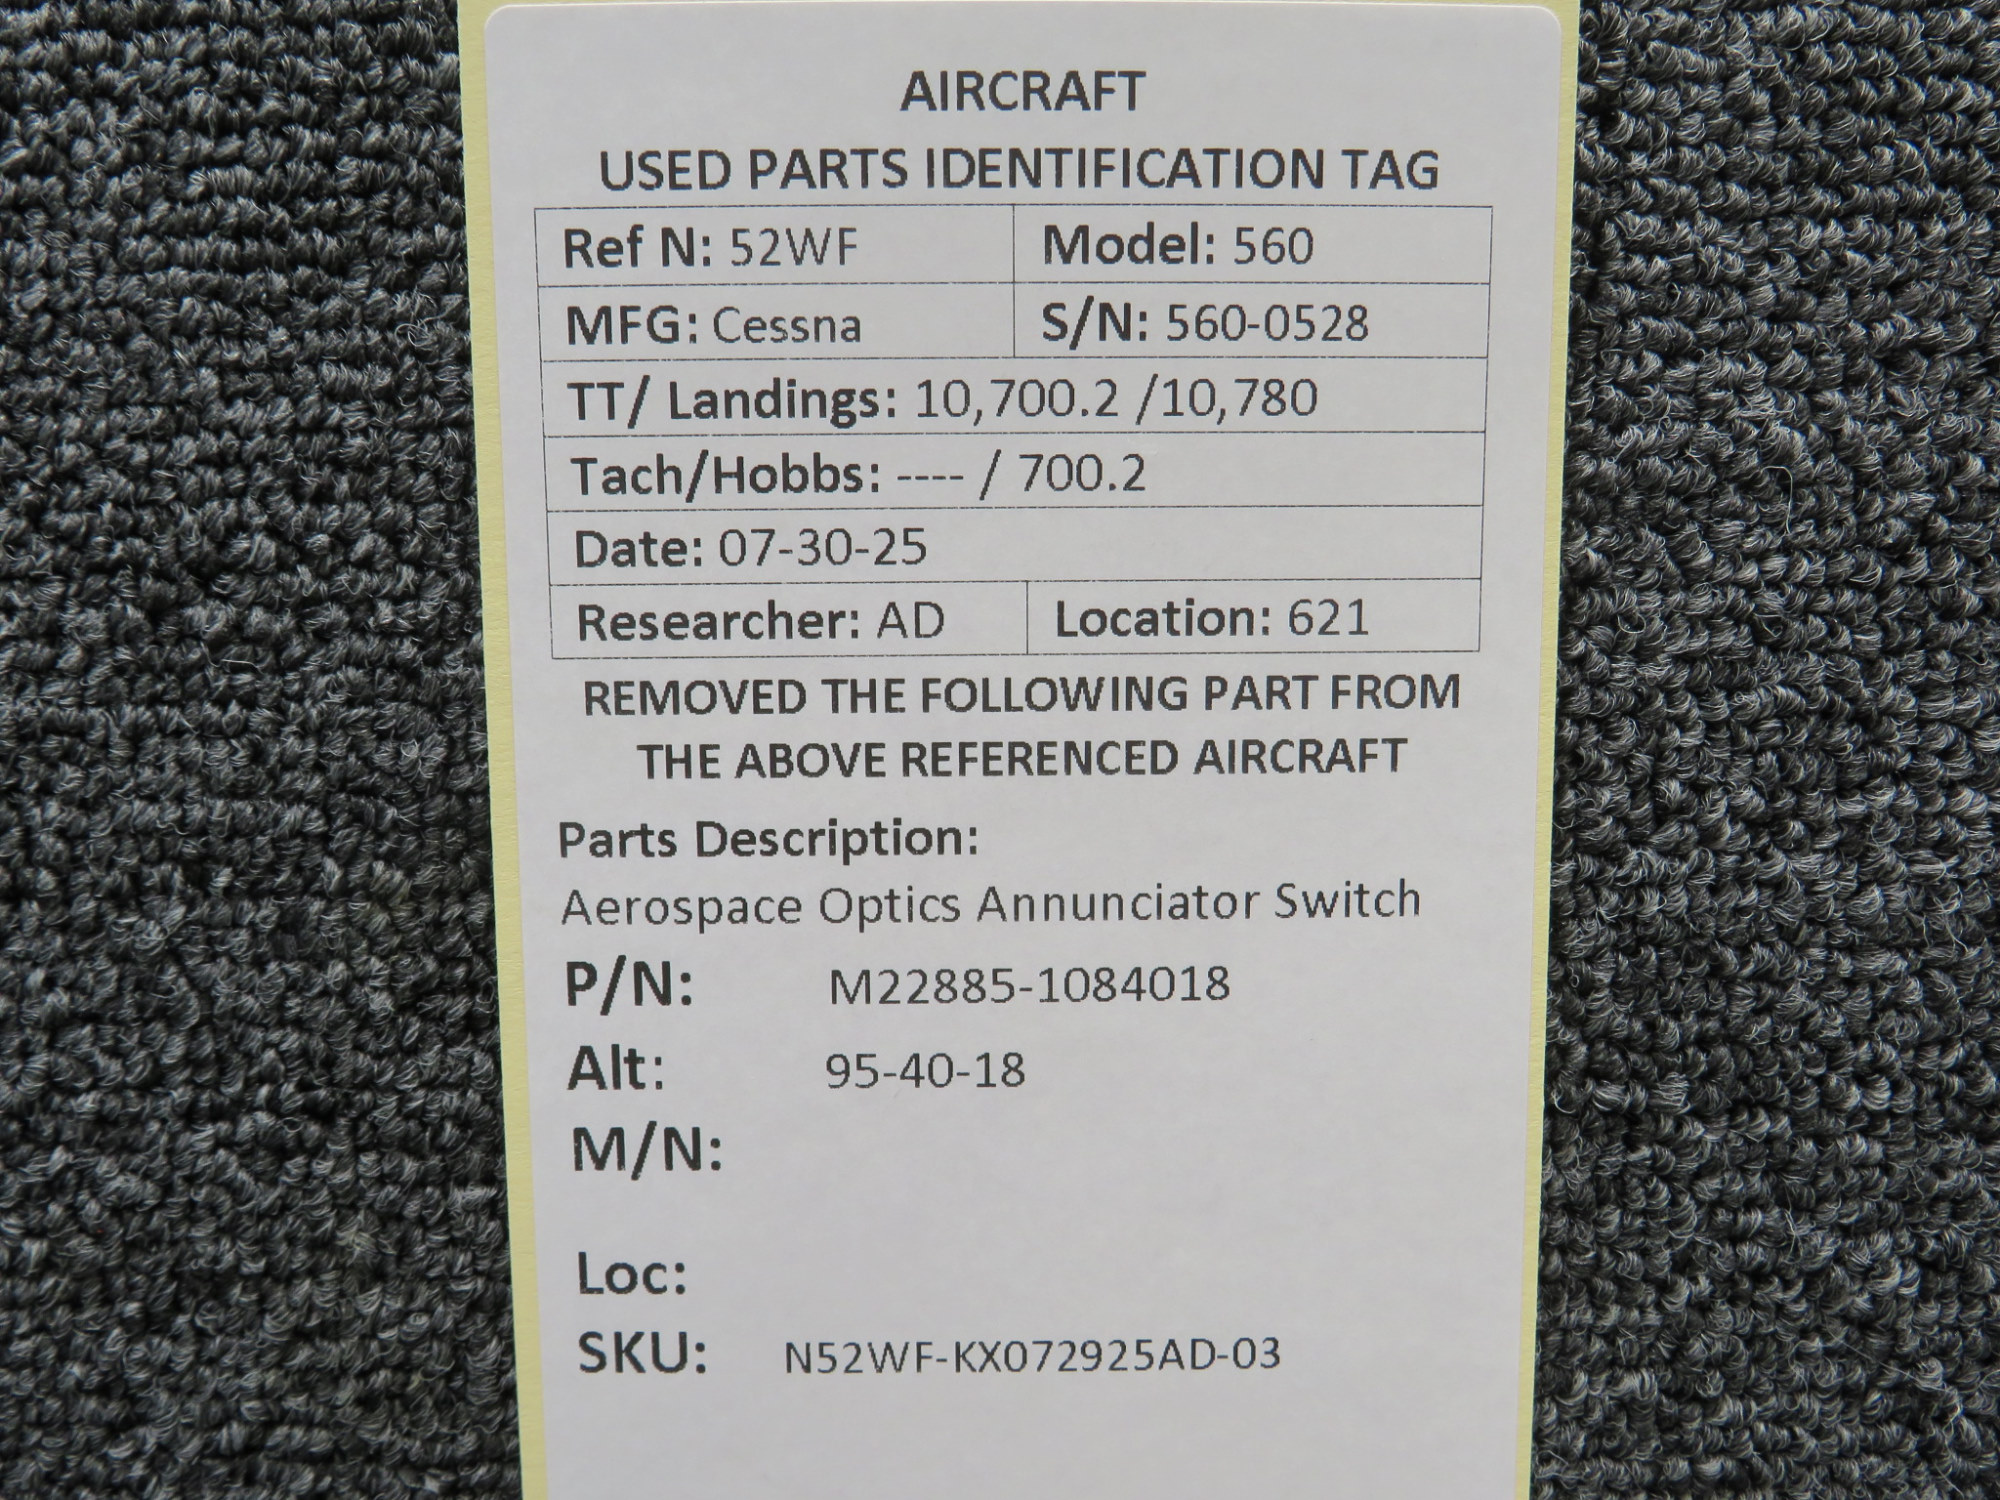 AIRCRAFT
USED PARTS IDENTIFICATION TAG
Ref N: 52WF Model: 560
MFG: Cessna S/N: 560-0528
TT/ Landings: 10,700.2 /10,780
Tach/Hobbs: ---- / 700.2
Date: 07-30-25
Researcher: AD Location: 621
REMOVED THE FOLLOWING PART FROM
THE ABOVE REFERENCED AIRCRAFT
Parts Description:
Aerospace Optics Annunciator Switch
P/N: M22885-1084018
Alt: 95-40-18
M/N:
Loc:
SKU: N52WF-KX072925AD-03